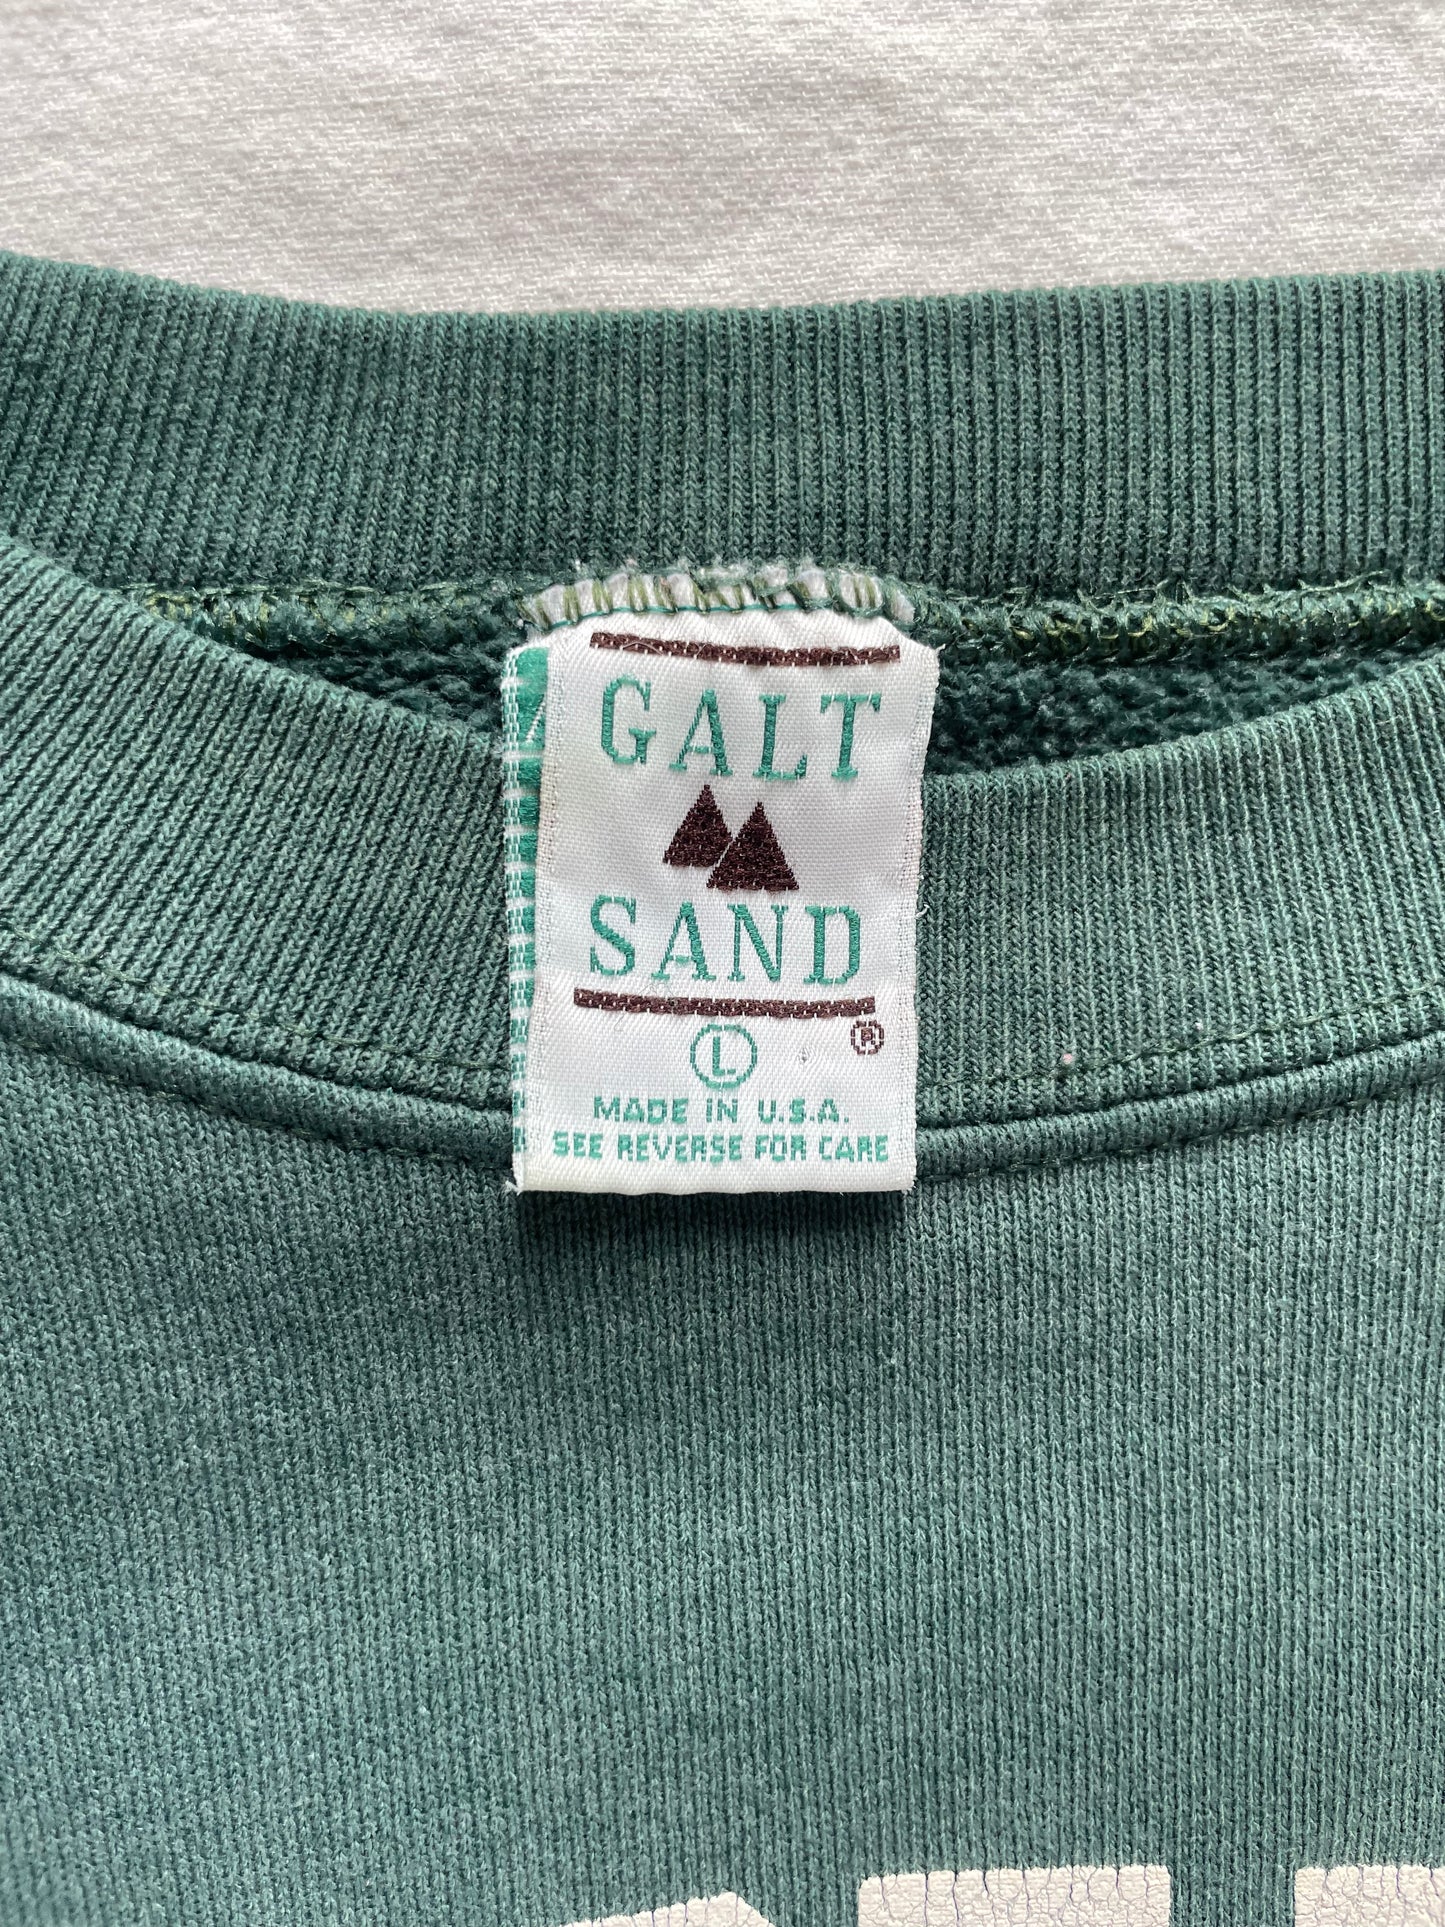 GALT
SAND
®
L
MADE IN U.S.A.
SEE REVERSE FOR CARE